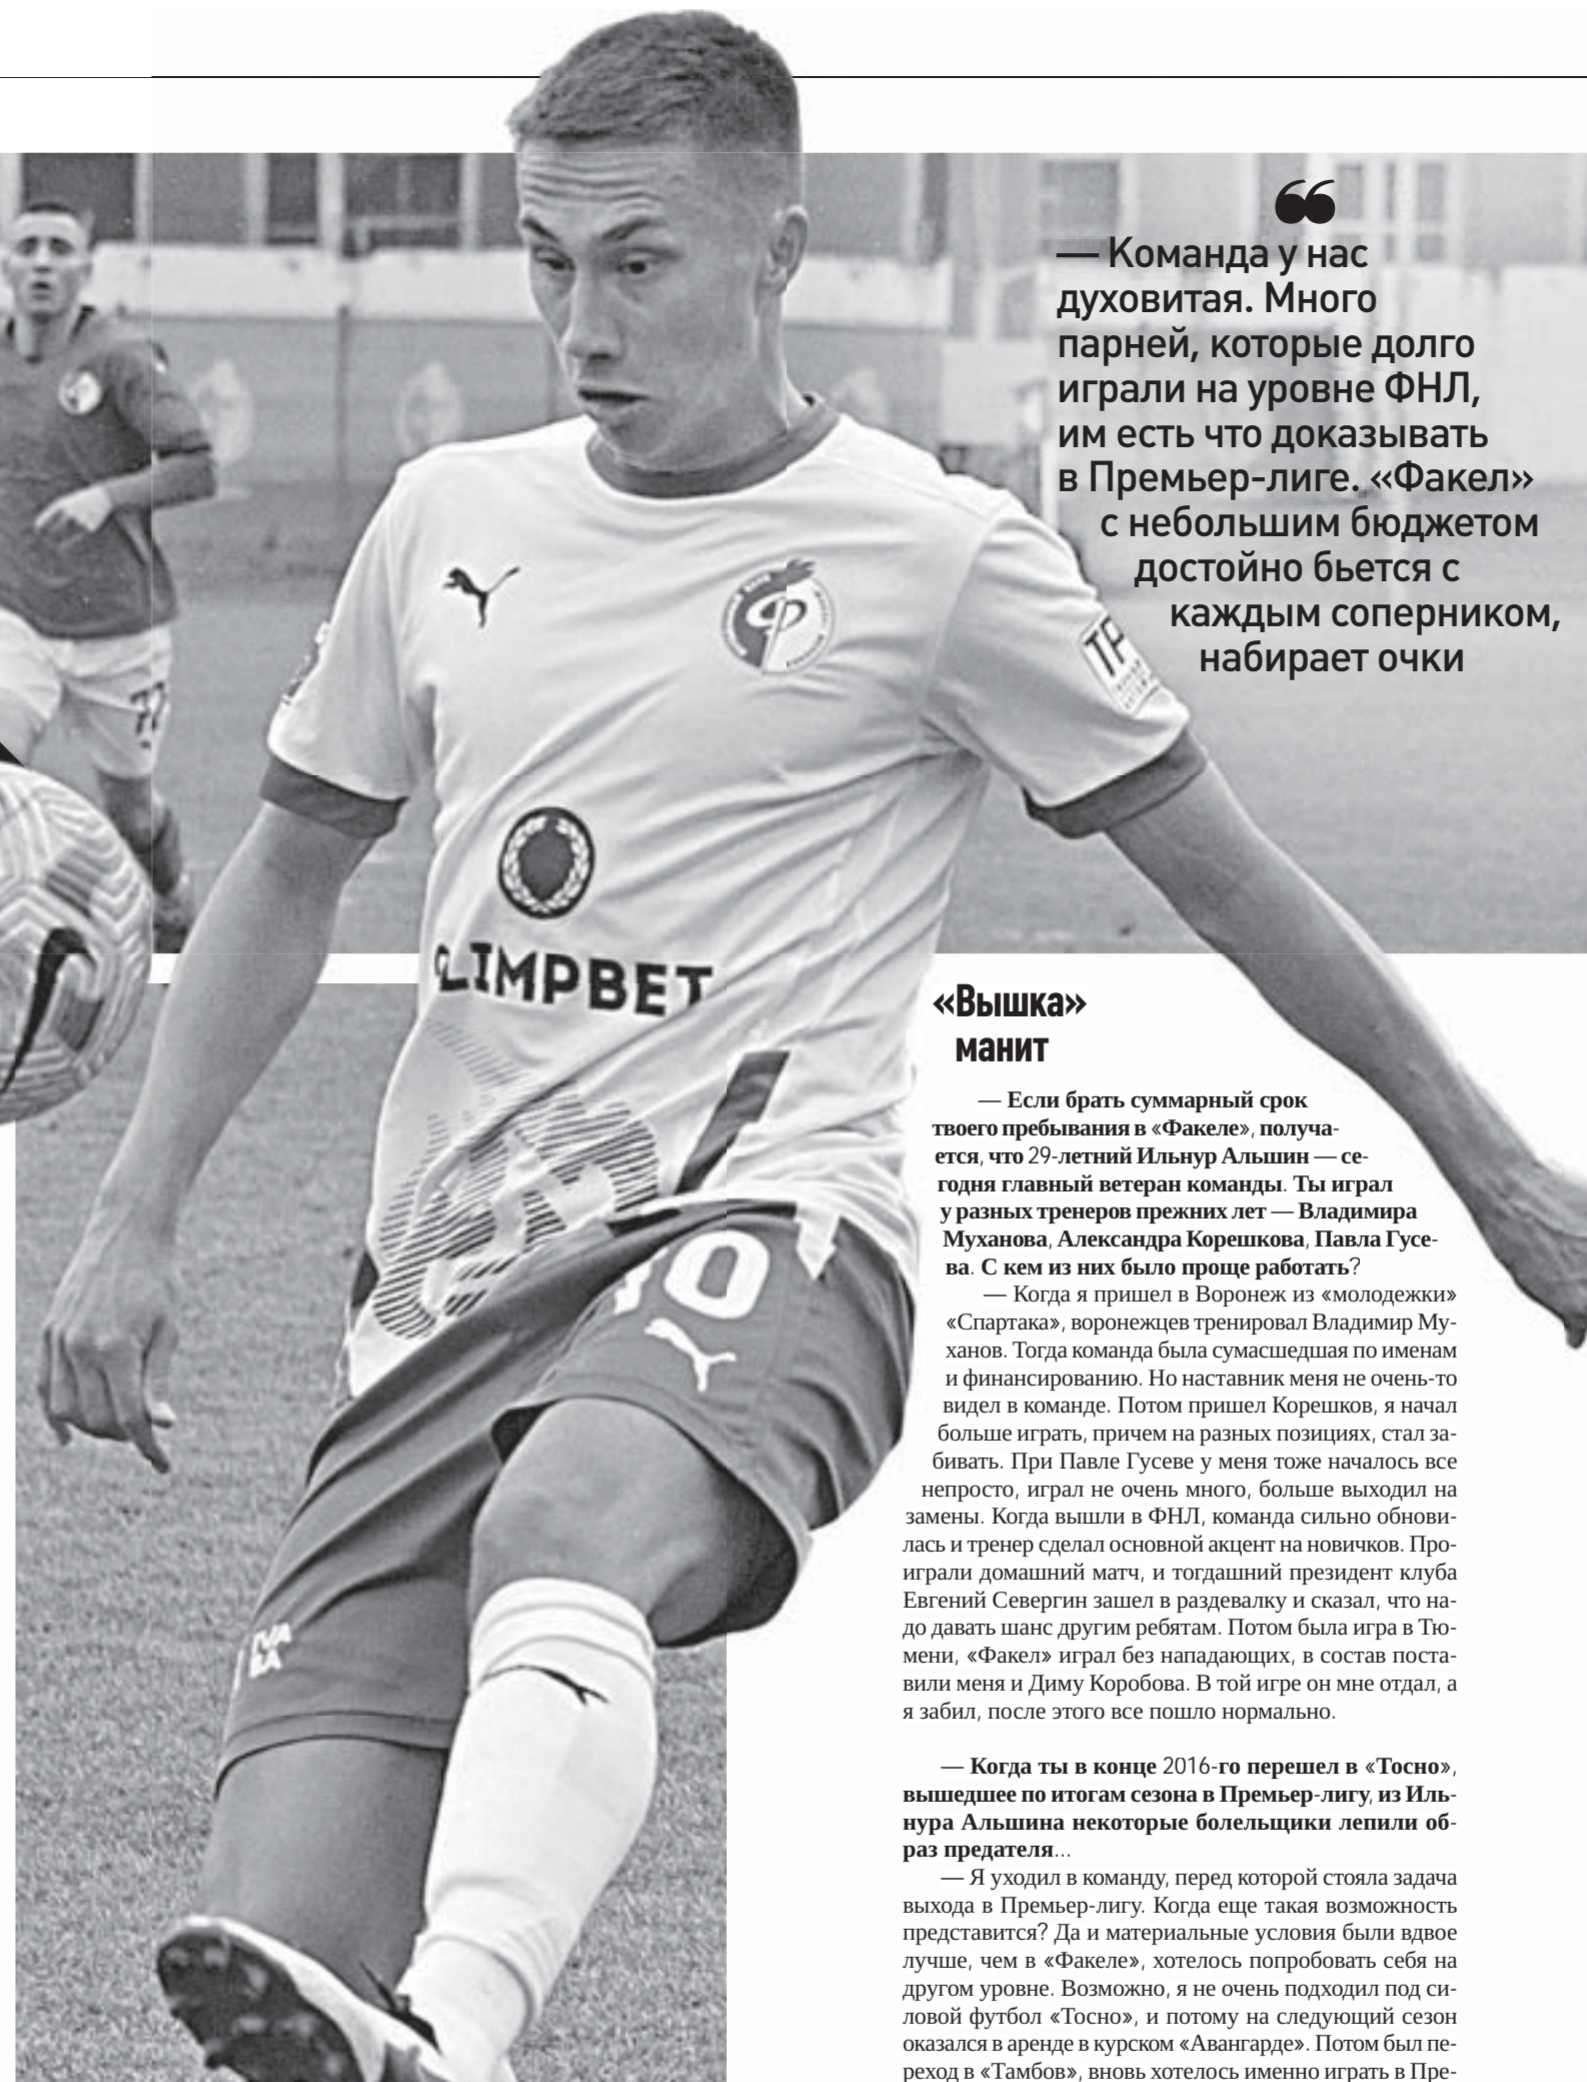 — Команда у нас
духовитая. Много
парней, которые долго
играли на уровне ФНЛ,
им есть что доказывать
в Премьер-лиге. «Факел»
с небольшим бюджетом
достойно бьется с
каждым соперником,
набирает очки
ТР
77
Ф
OLIMPBET
10
«Вышка»
манит
— Если брать суммарный срок
твоего пребывания в «Факеле», получа-
ется, что 29-летний Ильнур Альшин — се-
годня главный ветеран команды. Ты играл
у разных тренеров прежних лет — Владимира
Муханова, Александра Корешкова, Павла Гусе-
ва. С кем из них было проще работать?
— Когда я пришел в Воронеж из «молодежки»
«Спартака», воронежцев тренировал Владимир Му-
ханов. Тогда команда была сумасшедшая по именам
и финансированию. Но наставник меня не очень-то
видел в команде. Потом пришел Корешков, я начал
больше играть, причем на разных позициях, стал за-
бивать. При Павле Гусеве у меня тоже началось все
непросто, играл не очень много, больше выходил на
замены. Когда вышли в ФНЛ, команда сильно обнови-
лась и тренер сделал основной акцент на новичков. Про-
играли домашний матч, и тогдашний президент клуба
Евгений Севергин зашел в раздевалку и сказал, что на-
до давать шанс другим ребятам. Потом была игра в Тю-
мени, «Факел» играл без нападающих, в состав поста-
вили меня и Диму Коробова. В той игре он мне отдал, а
я забил, после этого все пошло нормально.
— Когда ты в конце 2016-го перешел в «Тосно»,
вышедшее по итогам сезона в Премьер-лигу, из Иль-
нура Альшина некоторые болельщики лепили об-
раз предателя...
— Я уходил в команду, перед которой стояла задача
выхода в Премьер-лигу. Когда еще такая возможность
представится? Да и материальные условия были вдвое
лучше, чем в «Факеле», хотелось попробовать себя на
другом уровне. Возможно, я не очень подходил под си-
ловой футбол «Тосно», и потому на следующий сезон
оказался в аренде в курском «Авангарде». Потом был пе-
реход в «Тамбов», вновь хотелось именно играть в Пре-